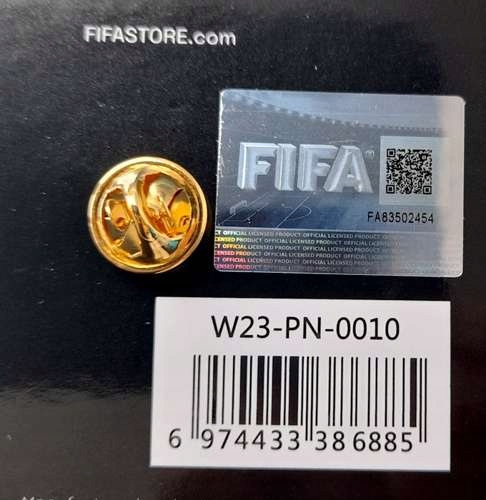 FIFASTORE.com
FIFA
FA83502454
OFFICIAL LICENSED PRODUCT OFFICIAL LICENSED PRODUCT
W23-PN-0010
6 974433 386885